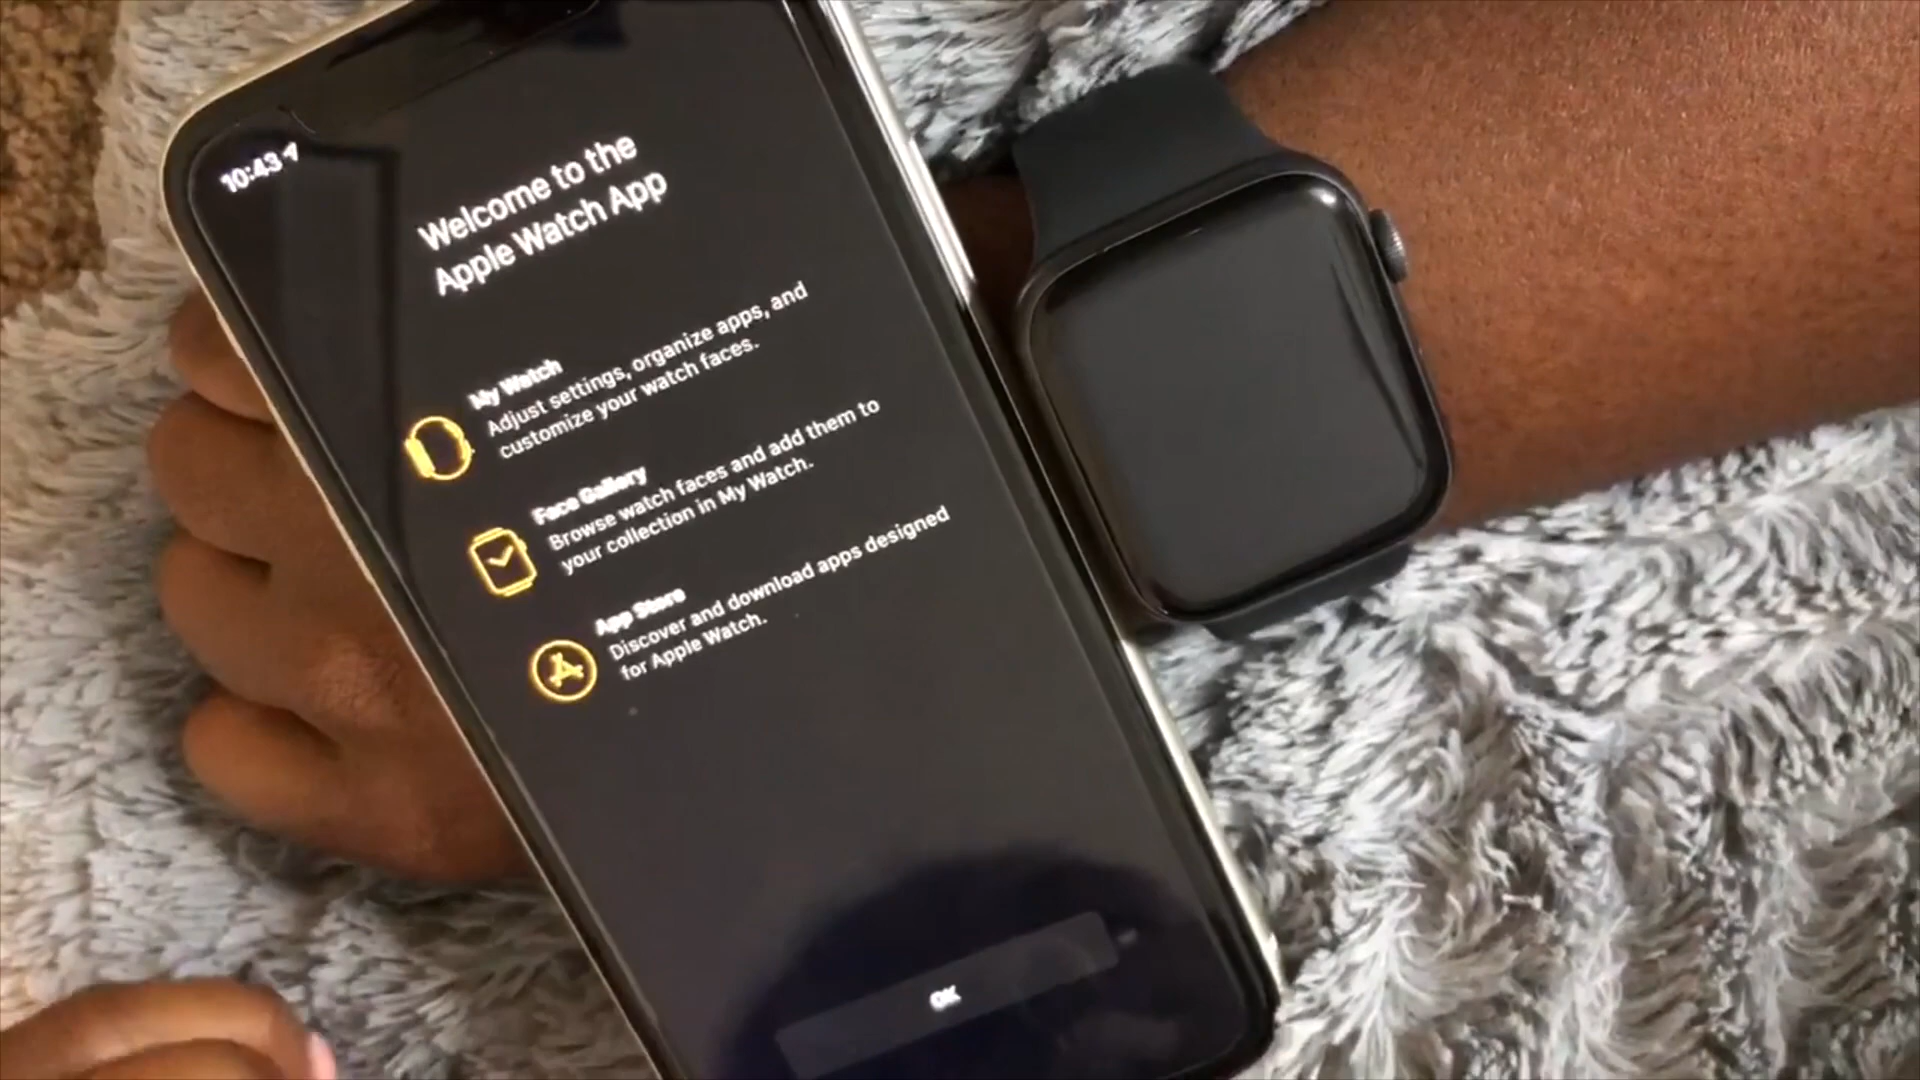 10:43
Welcome to the
Apple Watch App
My Watch
Adjust settings, organize apps, and
customize your watch faces.
Face Gallery
Browse watch faces and add them to
your collection in My Watch.
App Store
Discover and download apps designed
for Apple Watch.
OK